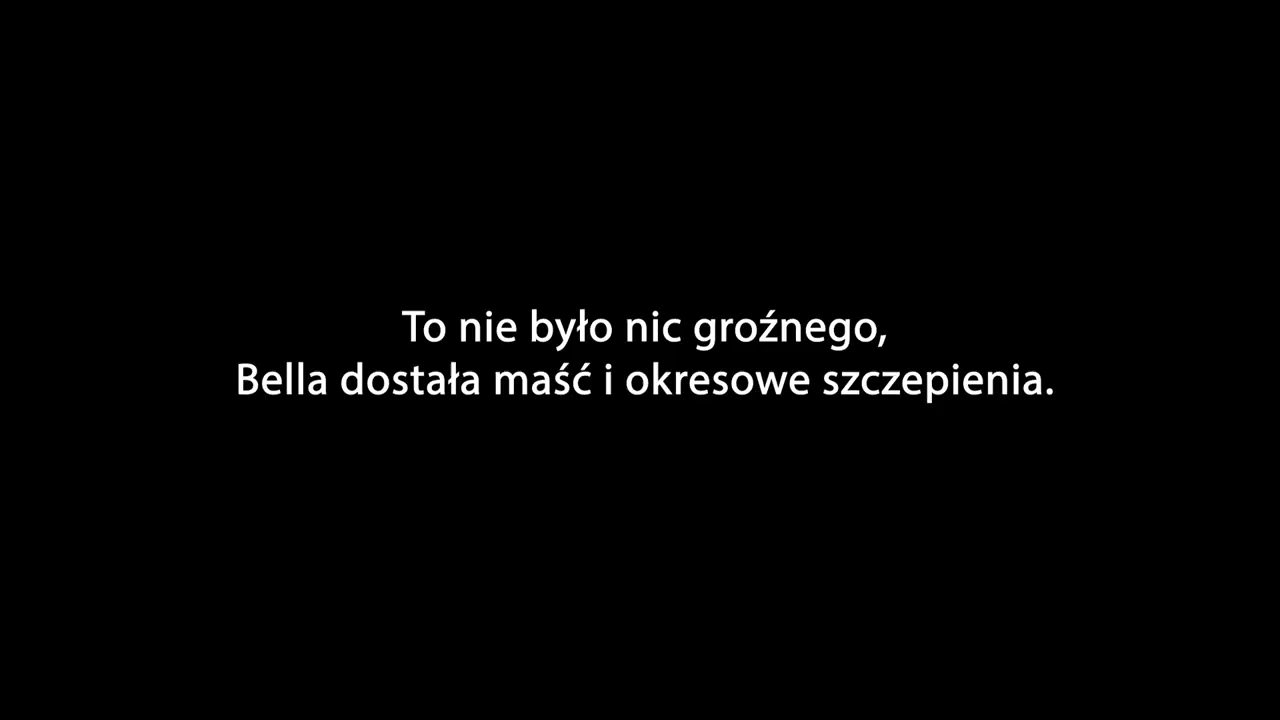 To nie było nic groźnego,
Bella dostała maść i okresowe szczepienia.